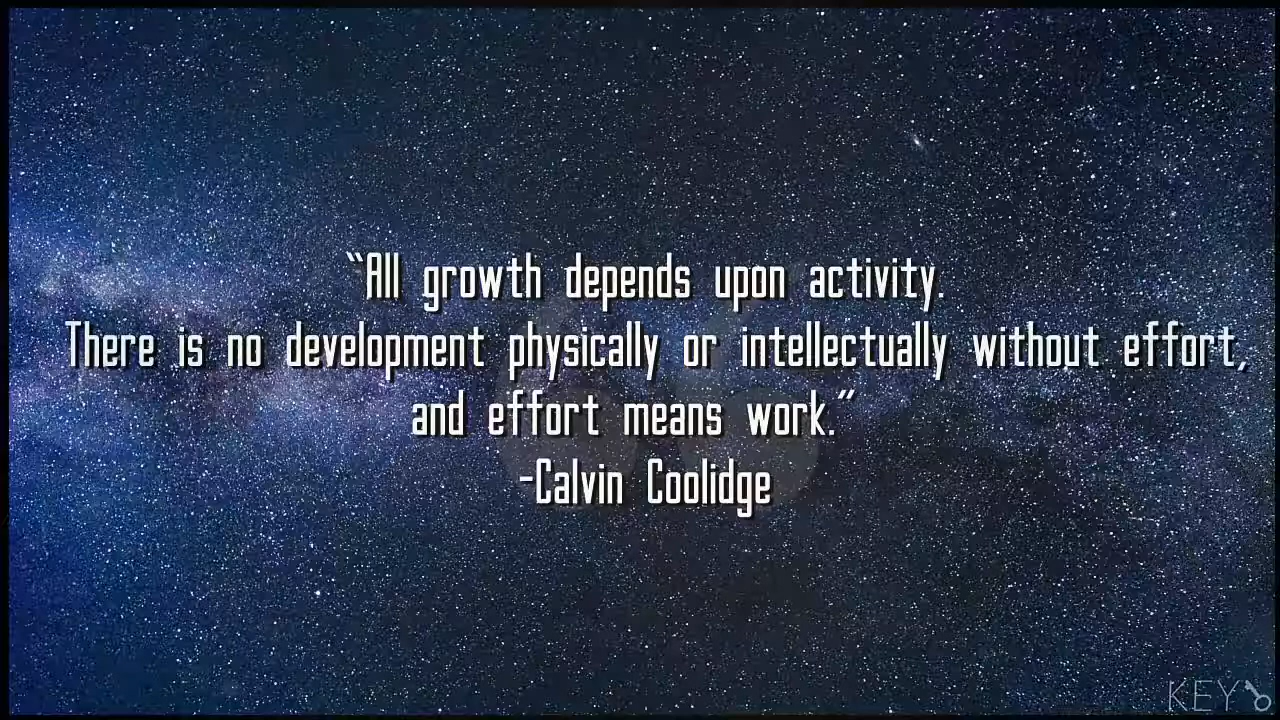 “All growth depends upon activity.
There is no development physically or intellectually without effort,
and effort means work.”
-Calvin Coolidge
KEY